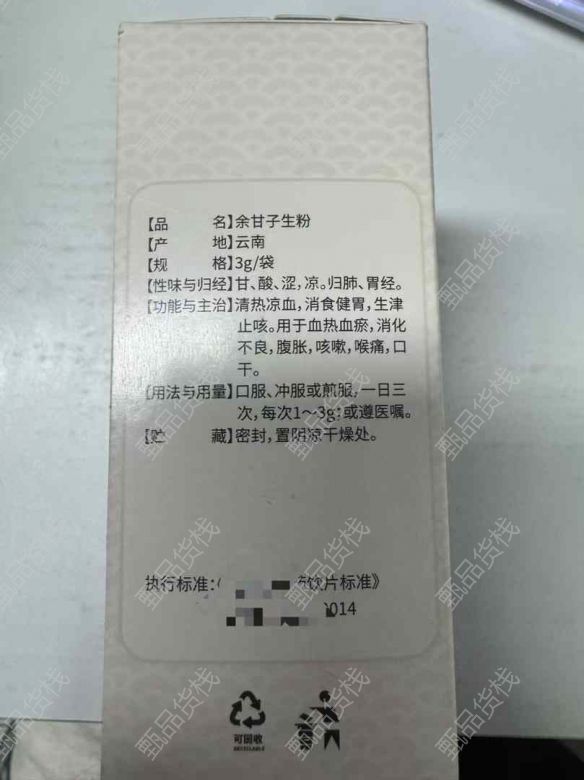 【品　　名】余甘子生粉
【产　　地】云南
【规　　格】3g/袋
【性味与归经】甘、酸、涩，凉。归肺、胃经。
【功能与主治】清热凉血，消食健胃，生津
止咳。用于血热血瘀，消化
不良，腹胀，咳嗽，喉痛，口
干。
【用法与用量】口服、冲服或煎服，一日三
次，每次1～3g；或遵医嘱。
【贮　　藏】密封，置阴凉干燥处。
执行标准：饮片标准》
014
可回收
RECYCLABLE
甄品货栈